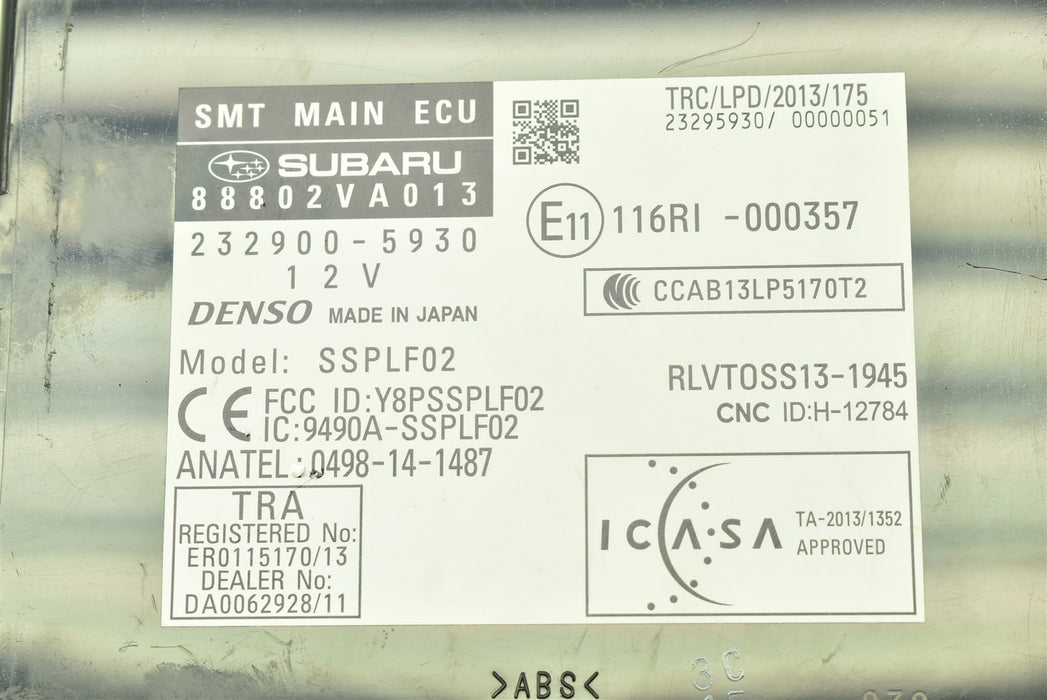 SMT MAIN ECU
SUBARU
88802VA013
232900-5930
12V
DENSO MADE IN JAPAN
Model: SSPLF02
CE FCC ID:Y8PSSPLF02
IC:9490A-SSPLF02
ANATEL:0498-14-1487
TRA
REGISTERED No:
ER0115170/13
DEALER No:
DA0062928/11
TRC/LPD/2013/175
23295930/ 00000051
E11 116RI -000357
CCAB13LP5170T2
RLVTOSS13-1945
CNC ID:H-12784
ICASA TA-2013/1352
APPROVED
>ABS<
3C